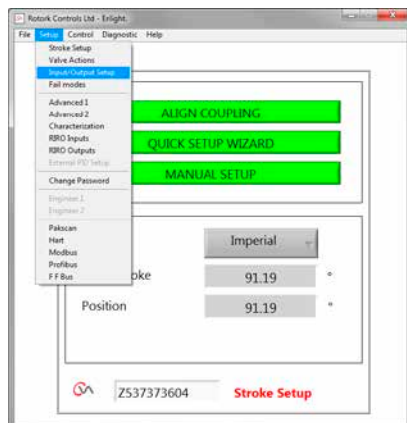 Rotork Controls Ltd - Enlight.
File Setup Control Diagnostic Help
Stroke Setup
Valve Actions
Input/Output Setup
Fail modes
Advanced 1
Advanced 2
Characterization
RIRO Inputs
RIRO Outputs
External PID Setup
Change Password
Engineer 1
Engineer 2
Pakscan
Hart
Modbus
Profibus
F F Bus
ALIGN COUPLING
QUICK SETUP WIZARD
MANUAL SETUP
Imperial
oke 91.19 °
Position 91.19 °
Z537373604 Stroke Setup